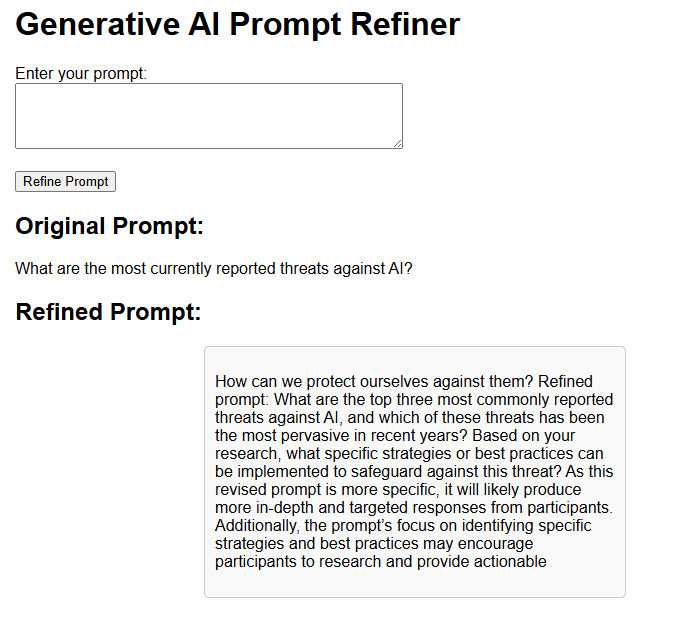 Generative AI Prompt Refiner
Enter your prompt:
Refine Prompt
Original Prompt:
What are the most currently reported threats against AI?
Refined Prompt:
How can we protect ourselves against them? Refined
prompt: What are the top three most commonly reported
threats against AI, and which of these threats has been
the most pervasive in recent years? Based on your
research, what specific strategies or best practices can
be implemented to safeguard against this threat? As this
revised prompt is more specific, it will likely produce
more in-depth and targeted responses from participants.
Additionally, the prompt’s focus on identifying specific
strategies and best practices may encourage
participants to research and provide actionable